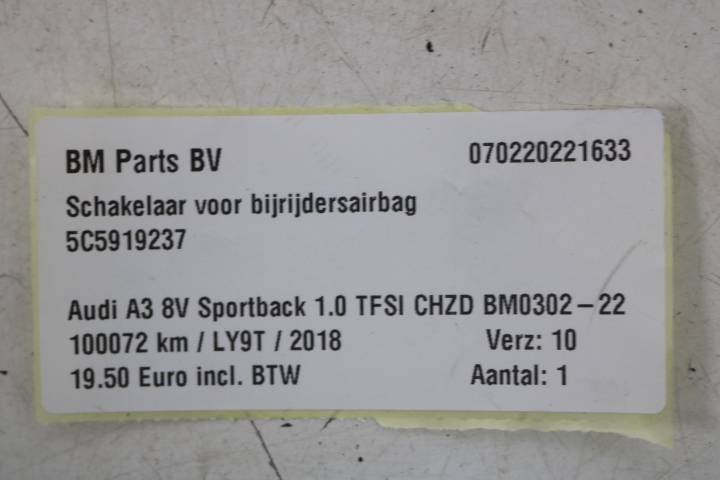 BM Parts BV 070220221633
Schakelaar voor bijrijdersairbag
5C5919237
Audi A3 8V Sportback 1.0 TFSI CHZD BM0302-22
100072 km / LY9T / 2018 Verz: 10
19.50 Euro incl. BTW Aantal: 1